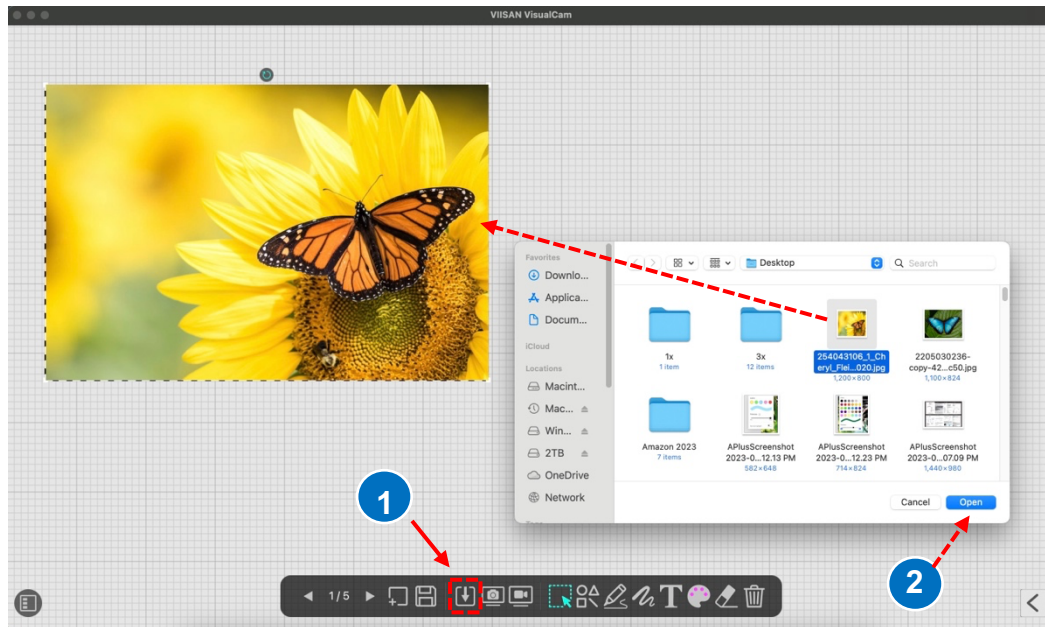 VIISAN VisualCam
Favorites
Downlo...
Applica...
Docum...
iCloud
Locations
Macint...
Mac...
Win...
2TB
OneDrive
Network
Desktop
Search
1x
1 item
3x
12 items
254043106_1_Ch
eryl_Flei...020.jpg
1,200×800
2205030236-
copy-42...c50.jpg
1,100×824
Amazon 2023
7 items
APlusScreenshot
2023-0...12.13 PM
582×648
APlusScreenshot
2023-0...12.23 PM
714×824
APlusScreenshot
2023-0...07.09 PM
1,440×980
Cancel
Open
1
2
1/5
T